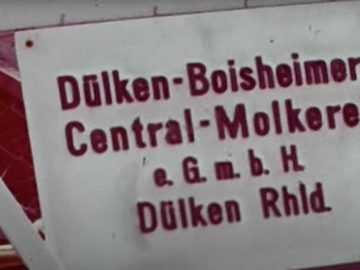 Dülken-Boisheimer
Central-Molkere
e. G. m. b. H.
Dülken Rhld.